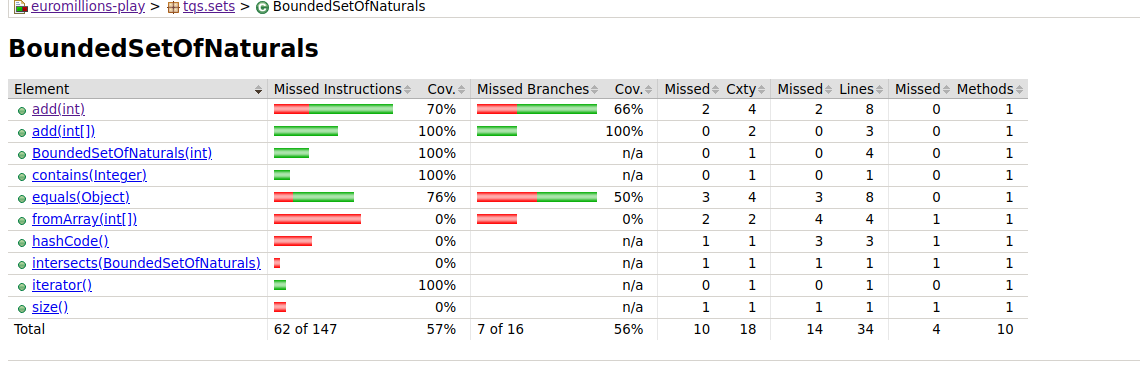 euromillions-play > tqs.sets > BoundedSetOfNaturals
BoundedSetOfNaturals
Element Missed Instructions Cov. Missed Branches Cov. Missed Cxty Missed Lines Missed Methods
add(int) 70% 66% 2 4 2 8 0 1
add(int[]) 100% 100% 0 2 0 3 0 1
BoundedSetOfNaturals(int) 100% n/a 0 1 0 4 0 1
contains(Integer) 100% n/a 0 1 0 1 0 1
equals(Object) 76% 50% 3 4 3 8 0 1
fromArray(int[]) 0% 0% 2 2 4 4 1 1
hashCode() 0% n/a 1 1 3 3 1 1
intersects(BoundedSetOfNaturals) 0% n/a 1 1 1 1 1 1
iterator() 100% n/a 0 1 0 1 0 1
size() 0% n/a 1 1 1 1 1 1
Total 62 of 147 57% 7 of 16 56% 10 18 14 34 4 10